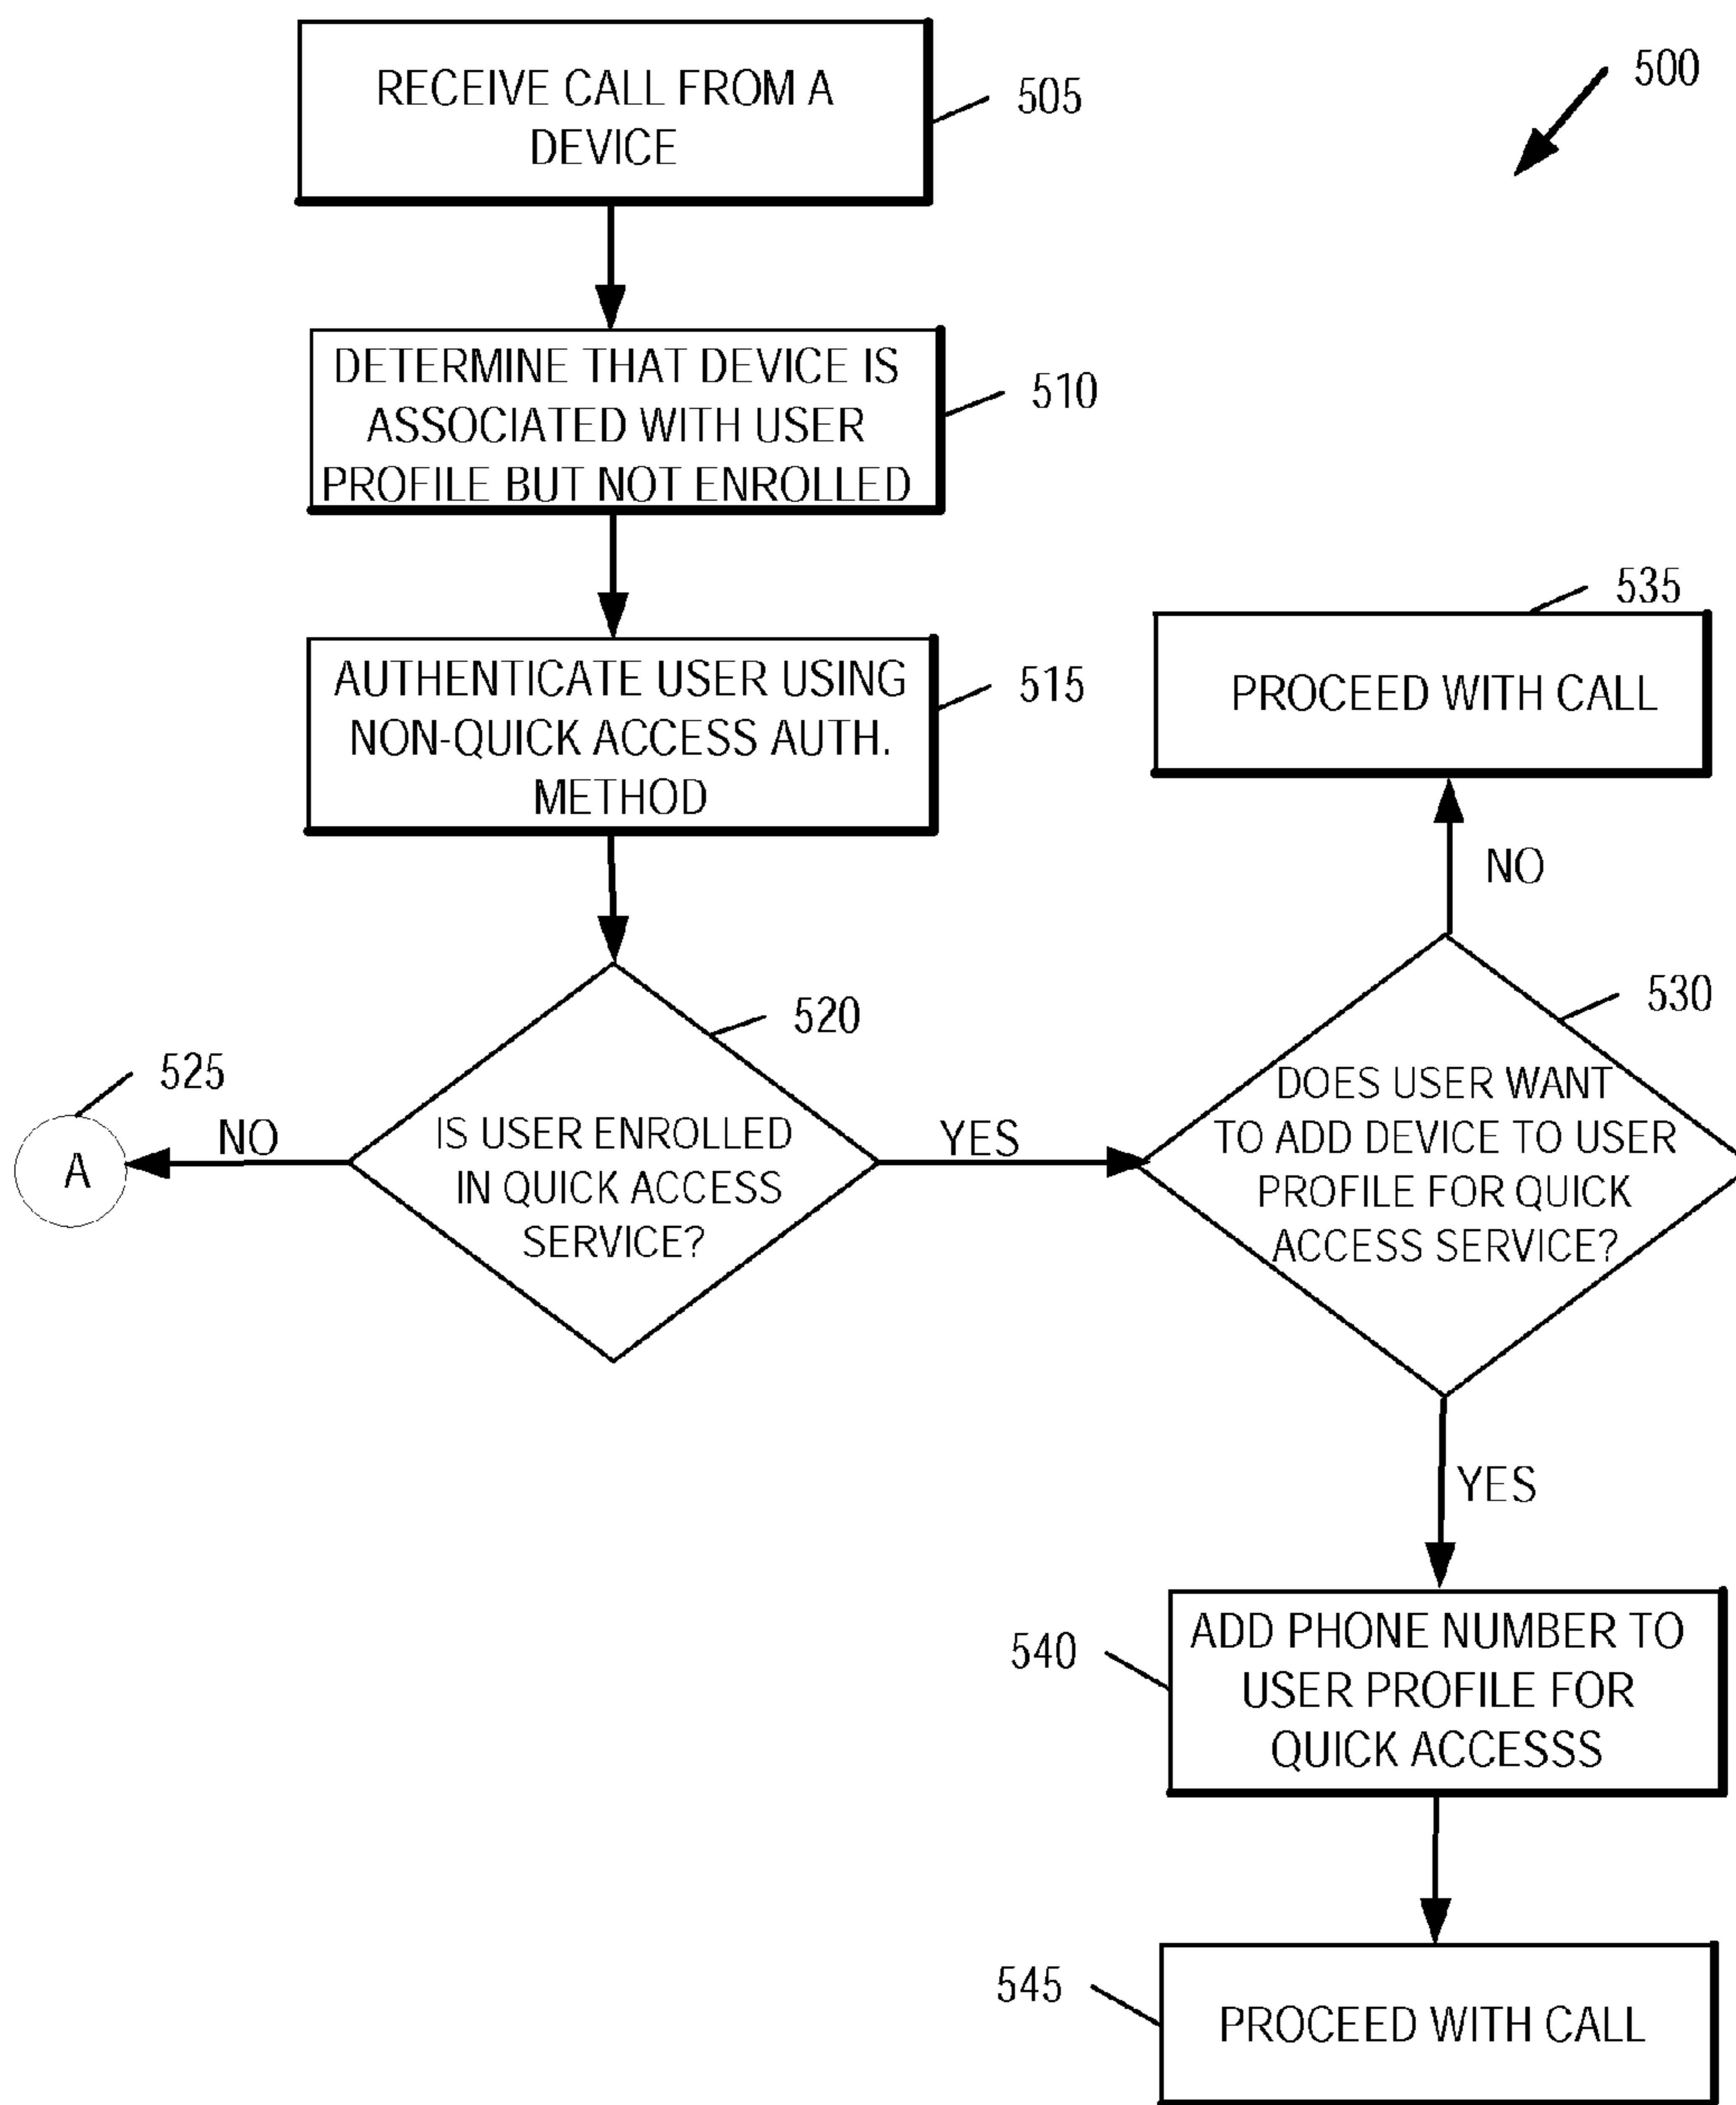 RECEIVE CALL FROM A
DEVICE
505
500
DETERMINE THAT DEVICE IS
ASSOCIATED WITH USER
PROFILE BUT NOT ENROLLED
510
AUTHENTICATE USER USING
NON-QUICK ACCESS AUTH.
METHOD
515
535
PROCEED WITH CALL
NO
520
IS USER ENROLLED
IN QUICK ACCESS
SERVICE?
525
A
NO
YES
530
DOES USER WANT
TO ADD DEVICE TO USER
PROFILE FOR QUICK
ACCESS SERVICE?
YES
540
ADD PHONE NUMBER TO
USER PROFILE FOR
QUICK ACCESSS
545
PROCEED WITH CALL